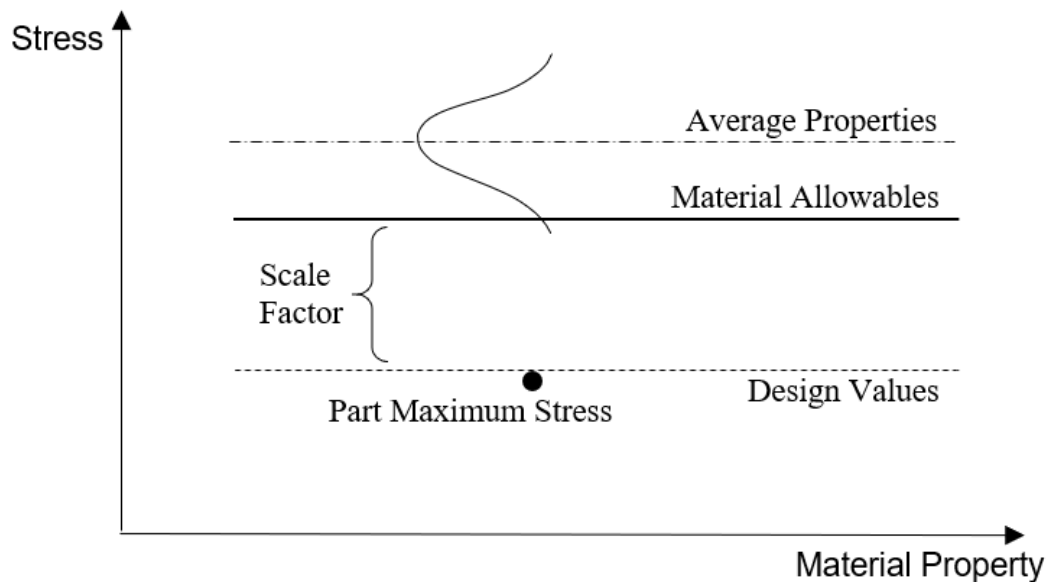 Stress
Average Properties
Material Allowables
Scale
Factor
Design Values
Part Maximum Stress
Material Property